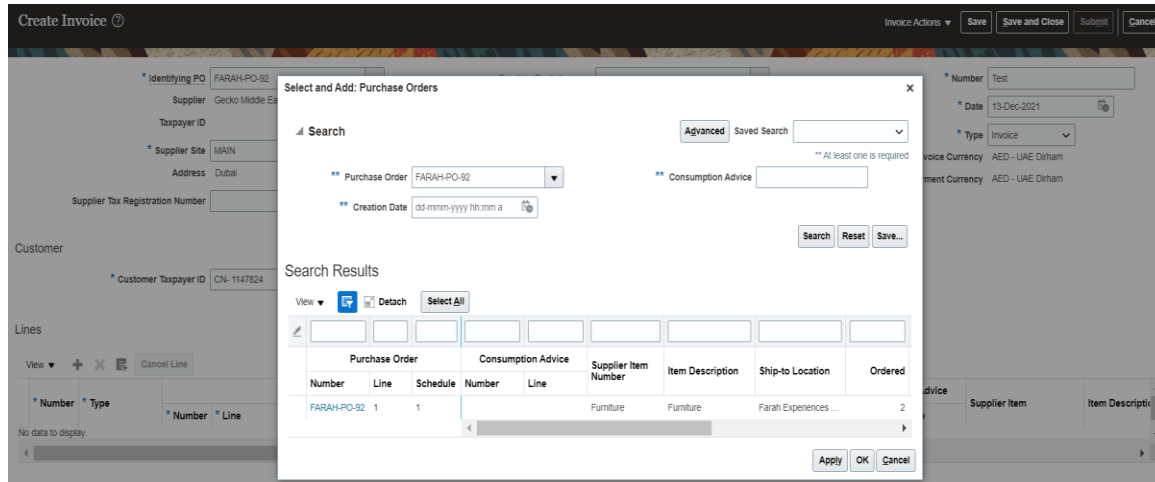 Create Invoice
Invoice Actions Save Save and Close Submit Cancel
* Identifying PO FARAH-PO-92
Supplier Gecko Middle Ea
Taxpayer ID
* Supplier Site MAIN
Address Dubai
Supplier Tax Registration Number
* Number Test
* Date 13-Dec-2021
* Type Invoice
voice Currency AED - UAE Dirham
ment Currency AED - UAE Dirham
Customer
* Customer Taxpayer ID CN- 1147824
Lines
View Cancel Line
* Number * Type * Number * Line
dvice Supplier Item Item Descripti
No data to display.
Select and Add: Purchase Orders
Search
Advanced Saved Search
** At least one is required
** Purchase Order FARAH-PO-92
** Consumption Advice
** Creation Date dd-mmm-yyyy hh:mm a
Search Reset Save...
Search Results
View Detach Select All
Purchase Order Consumption Advice Supplier Item Number Item Description Ship-to Location Ordered
Number Line Schedule Number Line
FARAH-PO-92 1 1 Furniture Furniture Farah Experiences ... 2
Apply OK Cancel